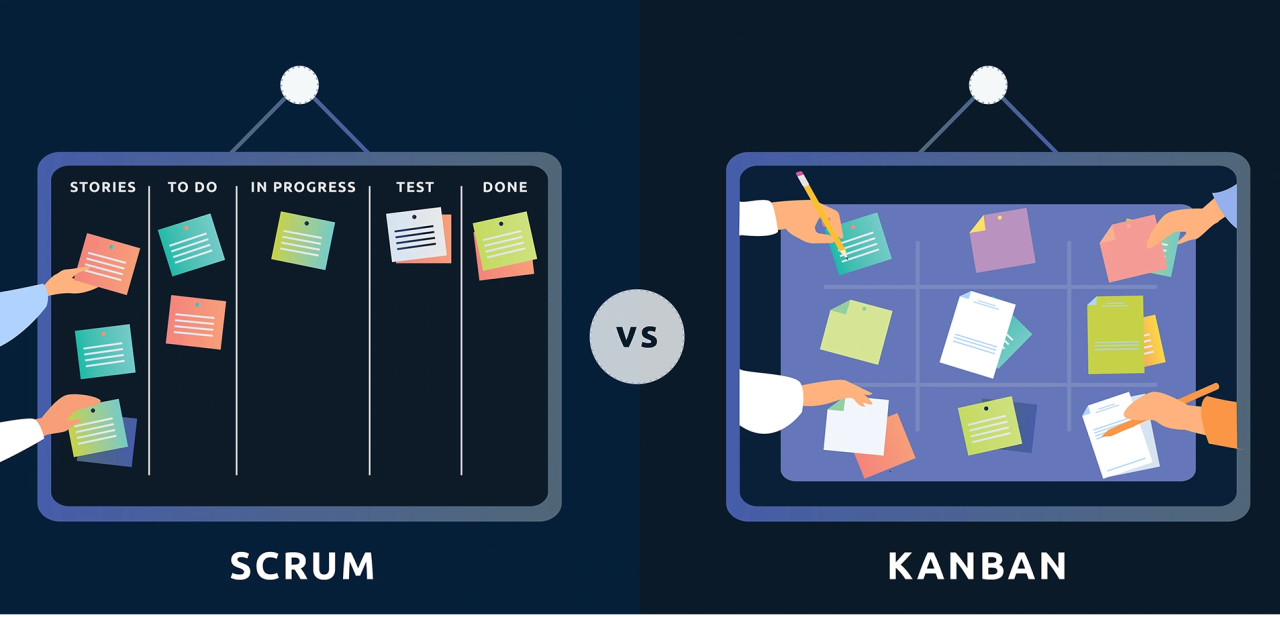 STORIES
TO DO
IN PROGRESS
TEST
DONE
VS
SCRUM
KANBAN